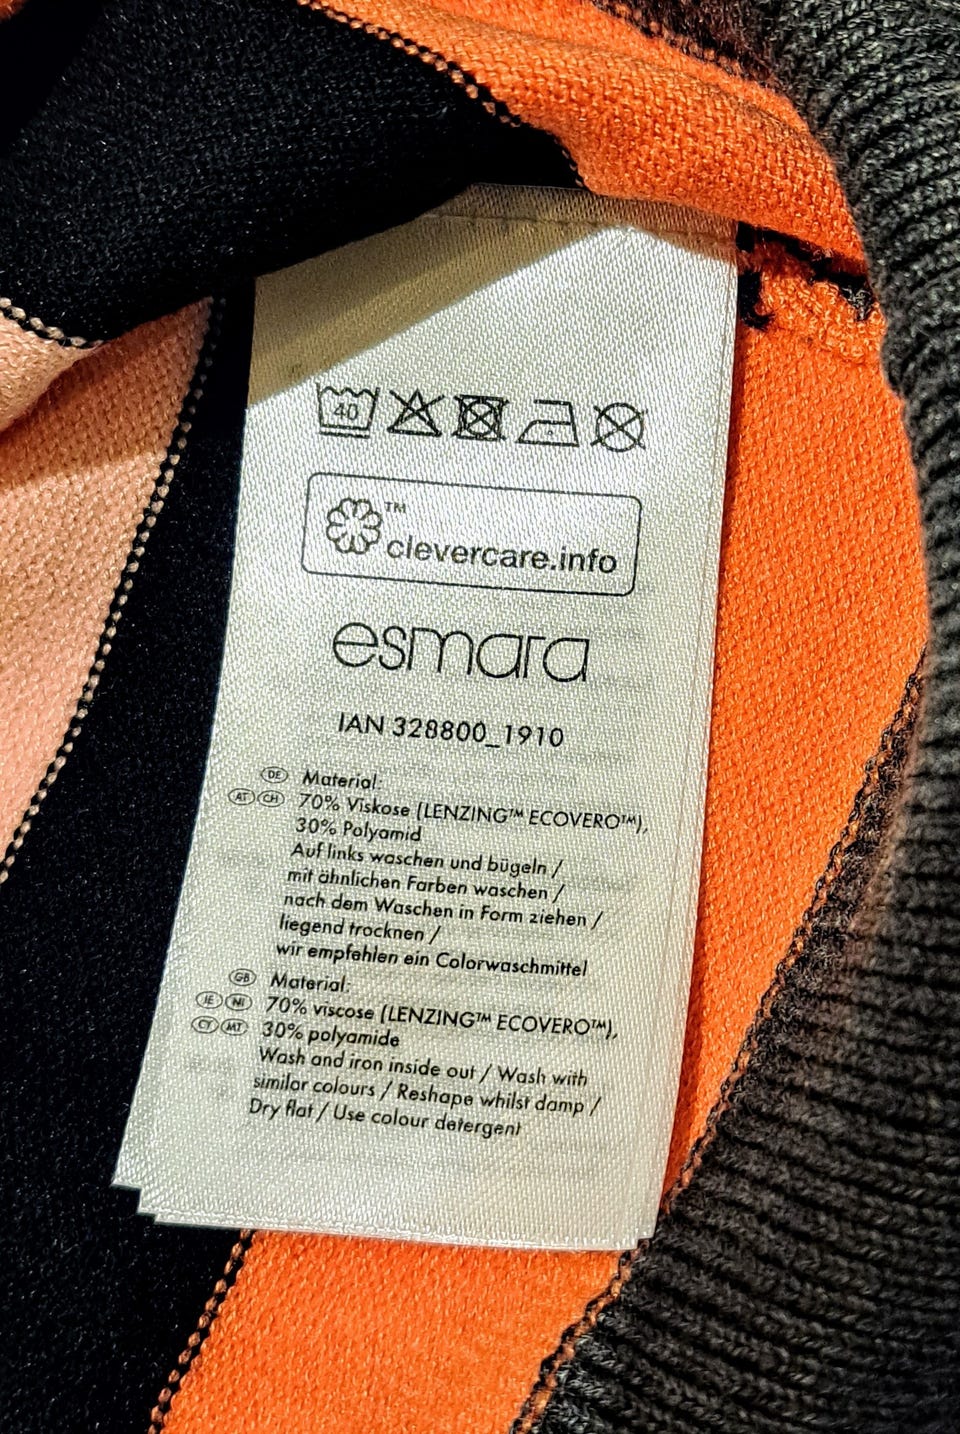 40
™
clevercare.info
esmara
IAN 328800_1910
DE Material:
AT CH 70% Viskose (LENZING™ ECOVERO™),
30% Polyamid
Auf links waschen und bügeln /
mit ähnlichen Farben waschen /
nach dem Waschen in Form ziehen /
liegend trocknen /
wir empfehlen ein Colorwaschmittel
GB Material:
IE NI 70% viscose (LENZING™ ECOVERO™),
CY MT 30% polyamide
Wash and iron inside out / Wash with
similar colours / Reshape whilst damp /
Dry flat / Use colour detergent